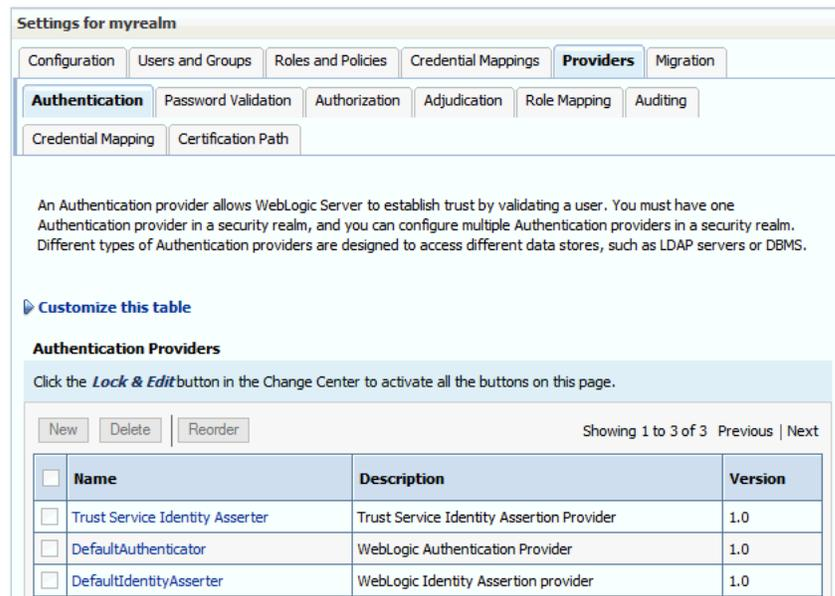 Settings for myrealm
Configuration Users and Groups Roles and Policies Credential Mappings Providers Migration
Authentication Password Validation Authorization Adjudication Role Mapping Auditing
Credential Mapping Certification Path
An Authentication provider allows WebLogic Server to establish trust by validating a user. You must have one
Authentication provider in a security realm, and you can configure multiple Authentication providers in a security realm.
Different types of Authentication providers are designed to access different data stores, such as LDAP servers or DBMS.
Customize this table
Authentication Providers
Click the Lock & Edit button in the Change Center to activate all the buttons on this page.
New Delete Reorder Showing 1 to 3 of 3 Previous | Next
Name Description Version
Trust Service Identity Asserter Trust Service Identity Assertion Provider 1.0
DefaultAuthenticator WebLogic Authentication Provider 1.0
DefaultIdentityAsserter WebLogic Identity Assertion provider 1.0